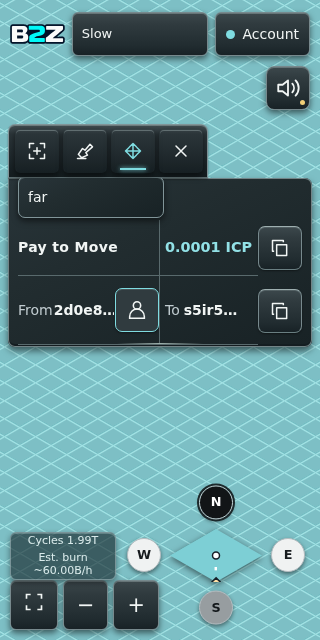 B2Z Slow Account
far
Pay to Move 0.0001 ICP
From 2d0e8... To s5ir5...
N
Cycles 1.99T
Est. burn
~60.00B/h
W E
S